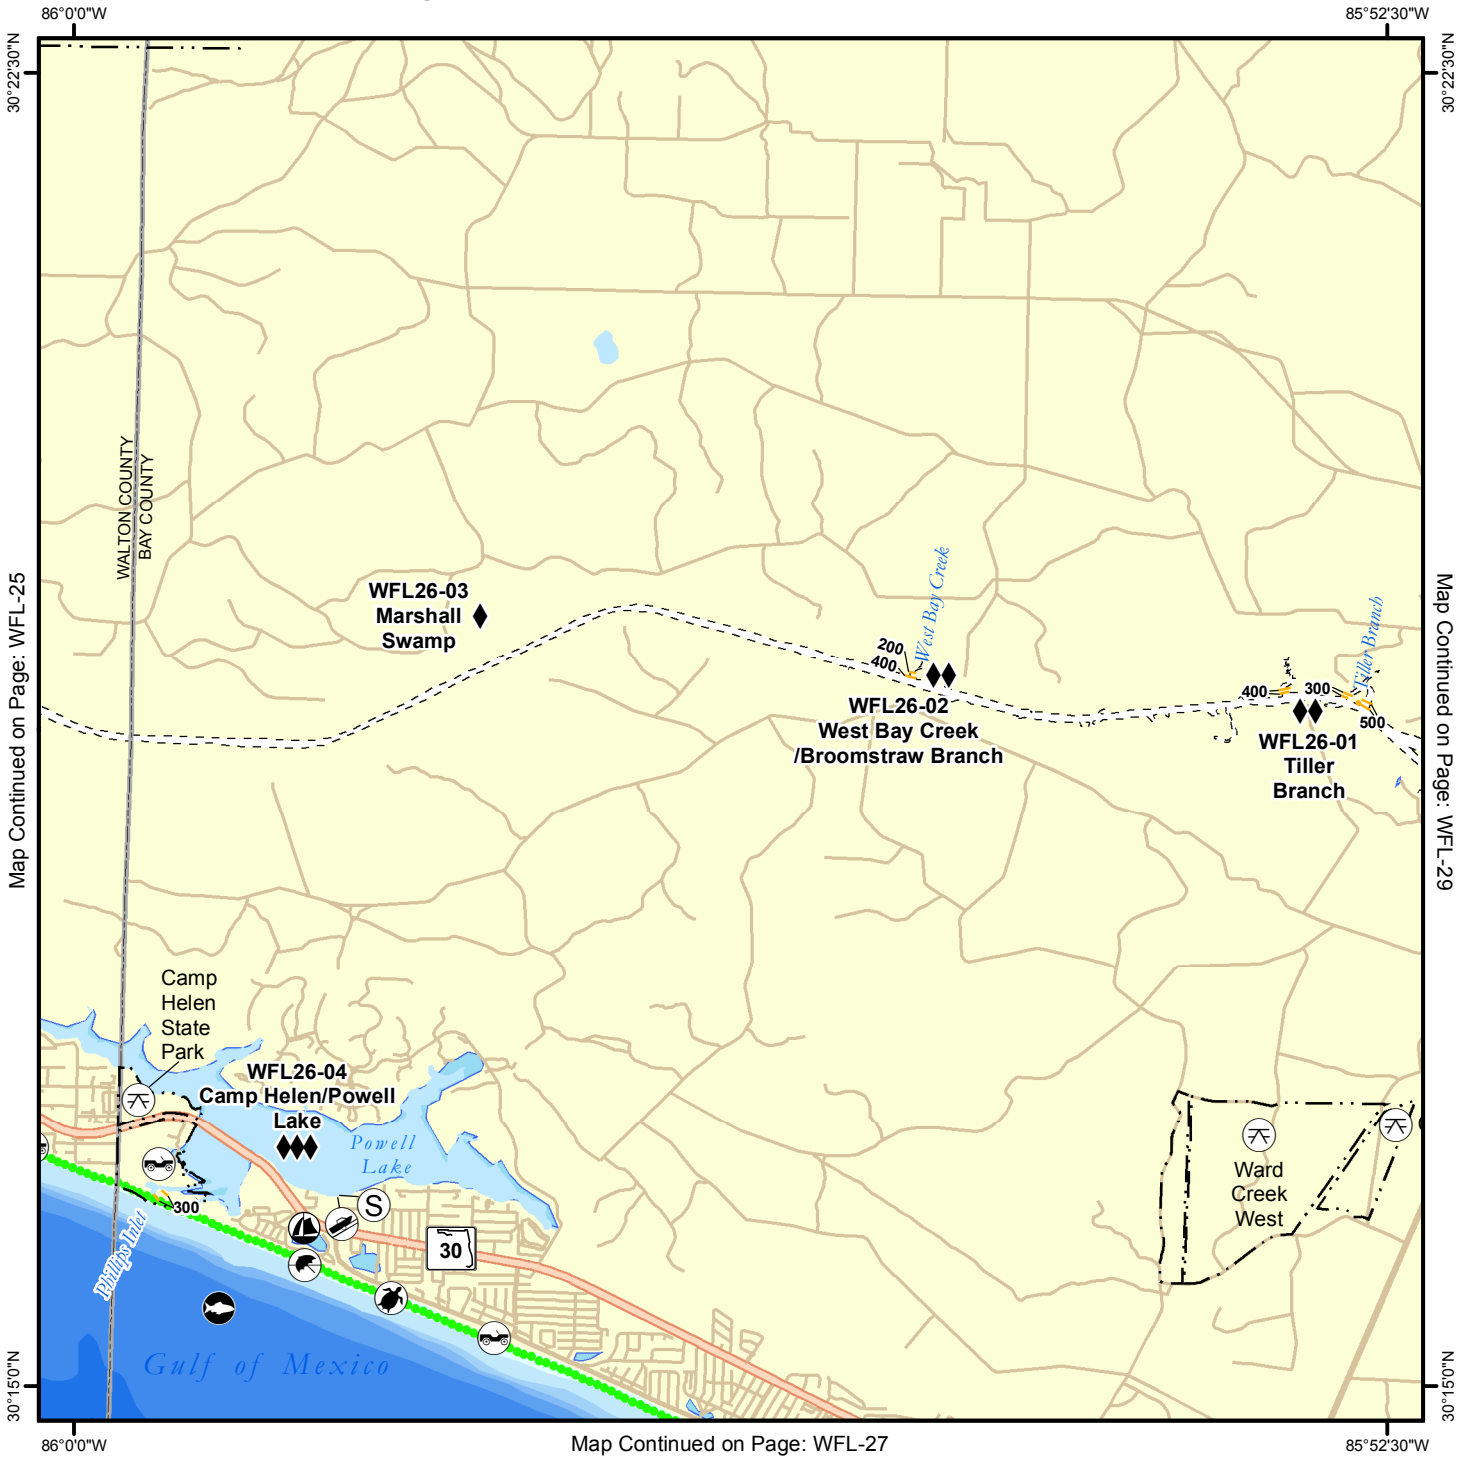 86°0'0"W
85°52'30"W
30°22'30"N
30°22'30"N
WALTON COUNTY
BAY COUNTY
Map Continued on Page: WFL-25
Map Continued on Page: WFL-29
WFL26-03
Marshall
Swamp
West Bay Creek
200
400
WFL26-02
West Bay Creek
/Broomstraw Branch
Tiller Branch
400
300
500
WFL26-01
Tiller
Branch
Camp
Helen
State
Park
WFL26-04
Camp Helen/Powell
Lake
Powell
Lake
Ward
Creek
West
300
S
30
Phillips Inlet
Gulf of Mexico
30°15'0"N
30°15'0"N
86°0'0"W
Map Continued on Page: WFL-27
85°52'30"W